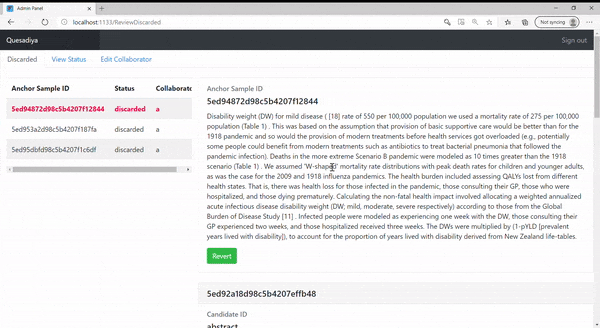 Admin Panel
localhost:1133/ReviewDiscarded
Not syncing
Quesadiya
Sign out
Discarded
View Status
Edit Collaborator
Anchor Sample ID Status Collaborato
5ed94872d98c5b4207f12844 discarded a
5ed953a2d98c5b4207f187fa discarded a
5ed95dbfd98c5b4207f1c6df discarded a
Anchor Sample ID
5ed94872d98c5b4207f12844
Disability weight (DW) for mild disease ( [18] rate of 550 per 100,000 population we used a mortality rate of 275 per 100,000
population (Table 1) . This was based on the assumption that provision of basic supportive care would be better than for the
1918 pandemic and so would the provision of modern treatments before health services got overloaded (e.g., potentially
some people could benefit from modern treatments such as antibiotics to treat bacterial pneumonia that followed the
pandemic infection). Deaths in the more extreme Scenario B pandemic were modeled as 10 times greater than the 1918
scenario (Table 1) . We assumed 'W-shaped' mortality rate distributions with peak death rates for children and younger adults,
as was the case for the 2009 and 1918 influenza pandemics. The health burden included assessing QALYs lost from different
health states. That is, there was health loss for those infected in the pandemic, those consulting their GP, those who were
hospitalized, and those dying prematurely. Calculating the non-fatal health impact involved allocating a weighted annualized
acute infectious disease disability weight (DW; mild, moderate, severe respectively) according to those from the Global
Burden of Disease Study [11] . Infected people were modeled as experiencing one week with the DW, those consulting their
GP experienced two weeks, and those hospitalized received three weeks. The DWs were multiplied by (1-pYLD [prevalent
years lived with disability]), to account for the proportion of years lived with disability derived from New Zealand life-tables.
Revert
5ed92a18d98c5b4207effb48
Candidate ID
abstract